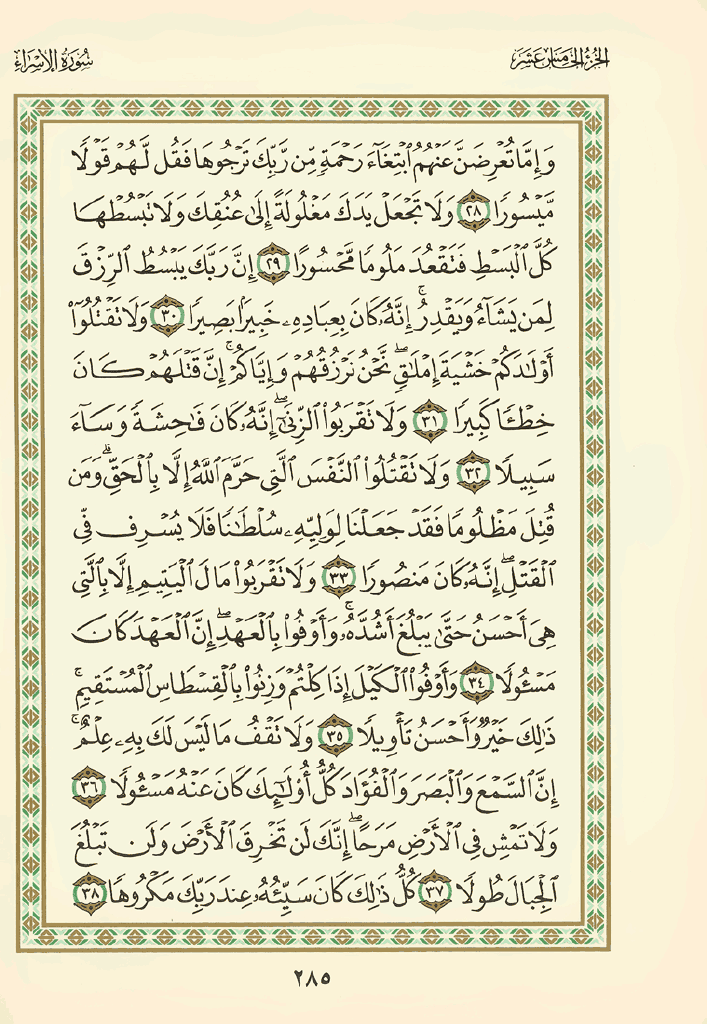 الجزء الخامس عشر
سورة الإسراء
وَإِمَّا تُعۡرِضَنَّ عَنۡهُمُ ٱبۡتِغَآءَ رَحۡمَةٖ مِّن رَّبِّكَ تَرۡجُوهَا فَقُل لَّهُمۡ قَوۡلٗا
مَّيۡسُورٗا ٢٨ وَلَا تَجۡعَلۡ يَدَكَ مَغۡلُولَةً إِلَىٰ عُنُقِكَ وَلَا تَبۡسُطۡهَا
كُلَّ ٱلۡبَسۡطِ فَتَقۡعُدَ مَلُومٗا مَّحۡسُورًا ٢٩ إِنَّ رَبَّكَ يَبۡسُطُ ٱلرِّزۡقَ
لِمَن يَشَآءُ وَيَقۡدِرُۚ إِنَّهُۥ كَانَ بِعِبَادِهِۦ خَبِيرَۢا بَصِيرٗا ٣٠ وَلَا تَقۡتُلُوٓاْ
أَوۡلَٰدَكُمۡ خَشۡيَةَ إِمۡلَٰقٖۖ نَّحۡنُ نَرۡزُقُهُمۡ وَإِيَّاكُمۡۚ إِنَّ قَتۡلَهُمۡ كَانَ
خِطۡـٔٗا كَبِيرٗا ٣١ وَلَا تَقۡرَبُواْ ٱلزِّنَىٰٓۖ إِنَّهُۥ كَانَ فَٰحِشَةٗ وَسَآءَ
سَبِيلٗا ٣٢ وَلَا تَقۡتُلُواْ ٱلنَّفۡسَ ٱلَّتِي حَرَّمَ ٱللَّهُ إِلَّا بِٱلۡحَقِّۗ وَمَن
قُتِلَ مَظۡلُومٗا فَقَدۡ جَعَلۡنَا لِوَلِيِّهِۦ سُلۡطَٰنٗا فَلَا يُسۡرِف فِّي
ٱلۡقَتۡلِۖ إِنَّهُۥ كَانَ مَنصُورٗا ٣٣ وَلَا تَقۡرَبُواْ مَالَ ٱلۡيَتِيمِ إِلَّا بِٱلَّتِي
هِيَ أَحۡسَنُ حَتَّىٰ يَبۡلُغَ أَشُدَّهُۥۚ وَأَوۡفُواْ بِٱلۡعَهۡدِۖ إِنَّ ٱلۡعَهۡدَ كَانَ
مَسۡـُٔولٗا ٣٤ وَأَوۡفُواْ ٱلۡكَيۡلَ إِذَا كِلۡتُمۡ وَزِنُواْ بِٱلۡقِسۡطَاسِ ٱلۡمُسۡتَقِيمِۚ
ذَٰلِكَ خَيۡرٞ وَأَحۡسَنُ تَأۡوِيلٗا ٣٥ وَلَا تَقۡفُ مَا لَيۡسَ لَكَ بِهِۦ عِلۡمٌۚ
إِنَّ ٱلسَّمۡعَ وَٱلۡبَصَرَ وَٱلۡفُؤَادَ كُلُّ أُوْلَٰٓئِكَ كَانَ عَنۡهُ مَسۡـُٔولٗا ٣٦
وَلَا تَمۡشِ فِي ٱلۡأَرۡضِ مَرَحًاۖ إِنَّكَ لَن تَخۡرِقَ ٱلۡأَرۡضَ وَلَن تَبۡلُغَ
ٱلۡجِبَالَ طُولٗا ٣٧ كُلُّ ذَٰلِكَ كَانَ سَيِّئُهُۥ عِندَ رَبِّكَ مَكۡرُوهٗا ٣٨
٢٨٥